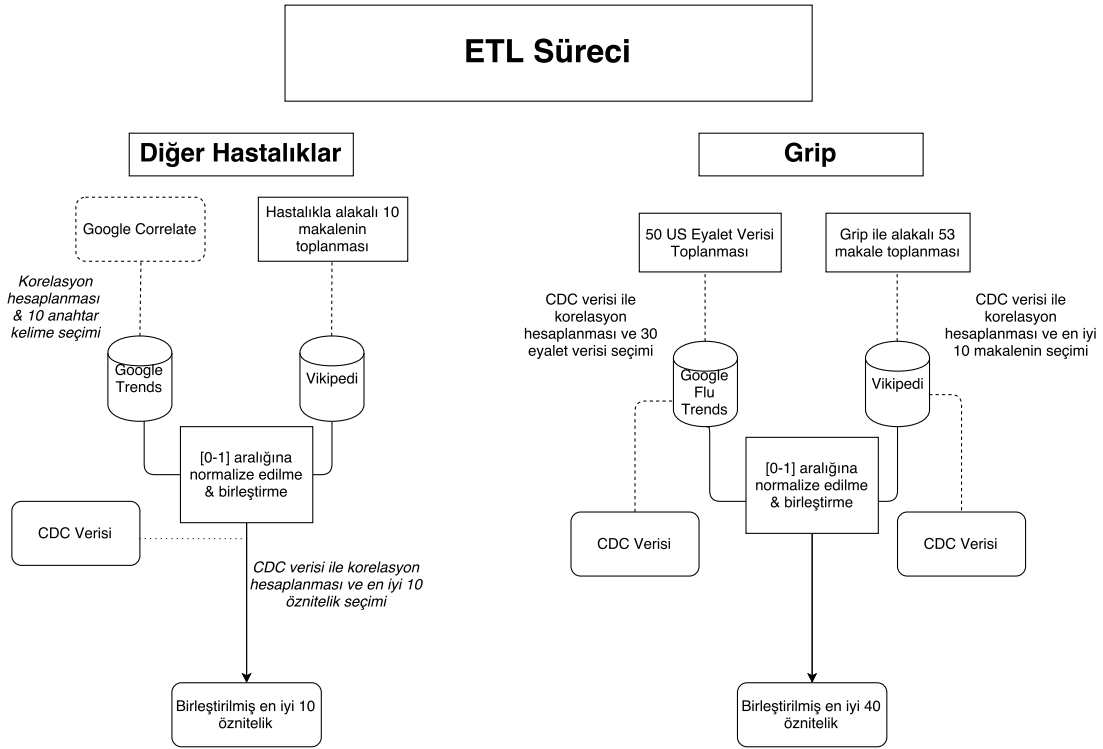 ETL Süreci
Diğer Hastalıklar
Google Correlate
Hastalıkla alakalı 10
makalenin
toplanması
Korelasyon
hesaplanması
& 10 anahtar
kelime seçimi
Google
Trends
Vikipedi
[0-1] aralığına
normalize edilme
& birleştirme
CDC Verisi
CDC verisi ile korelasyon
hesaplanması ve en iyi 10
öznitelik seçimi
Birleştirilmiş en iyi 10
öznitelik
Grip
50 US Eyalet Verisi
Toplanması
Grip ile alakalı 53
makale toplanması
CDC verisi ile
korelasyon
hesaplanması ve 30
eyalet verisi seçimi
CDC verisi ile
korelasyon
hesaplanması ve en iyi
10 makalenin seçimi
Google
Flu
Trends
Vikipedi
[0-1] aralığına
normalize edilme
& birleştirme
CDC Verisi
CDC Verisi
Birleştirilmiş en iyi 40
öznitelik